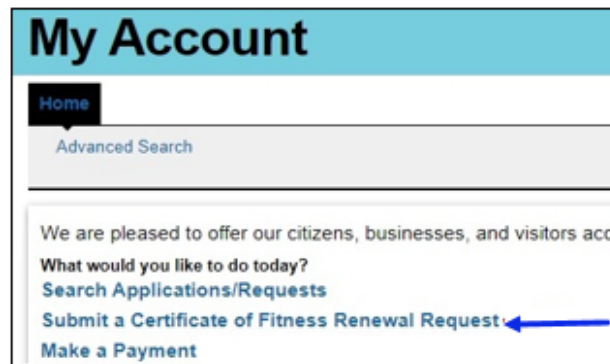 My Account
Home
Advanced Search
We are pleased to offer our citizens, businesses, and visitors
What would you like to do today?
Search Applications/Requests
Submit a Certificate of Fitness Renewal Request
Make a Payment